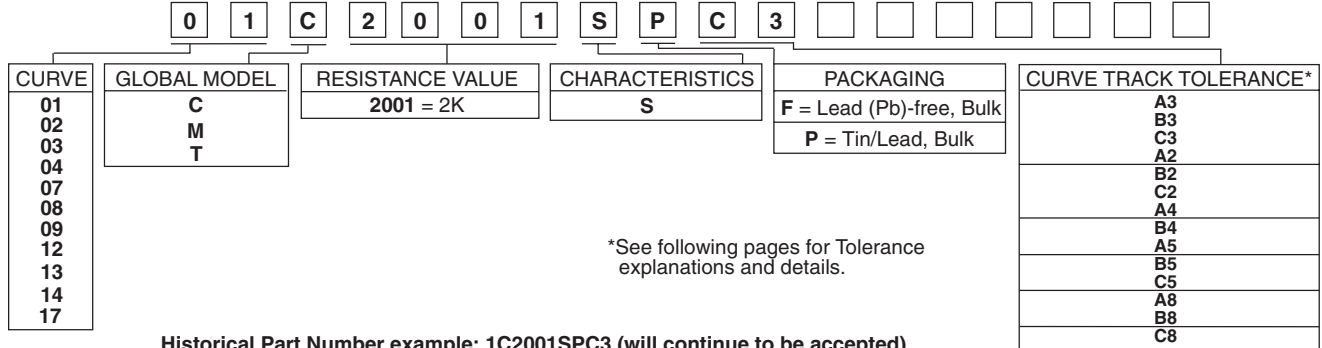 0 1 C 2 0 0 1 S P C 3
CURVE
01
02
03
04
07
08
09
12
13
14
17
GLOBAL MODEL
C
M
T
RESISTANCE VALUE
2001 = 2K
CHARACTERISTICS
S
PACKAGING
F = Lead (Pb)-free, Bulk
P = Tin/Lead, Bulk
CURVE TRACK TOLERANCE*
A3
B3
C3
A2
B2
C2
A4
B4
A5
B5
C5
A8
B8
C8
*See following pages for Tolerance
explanations and details.
Historical Part Number example: 1C2001SPC3 (will continue to be accepted)